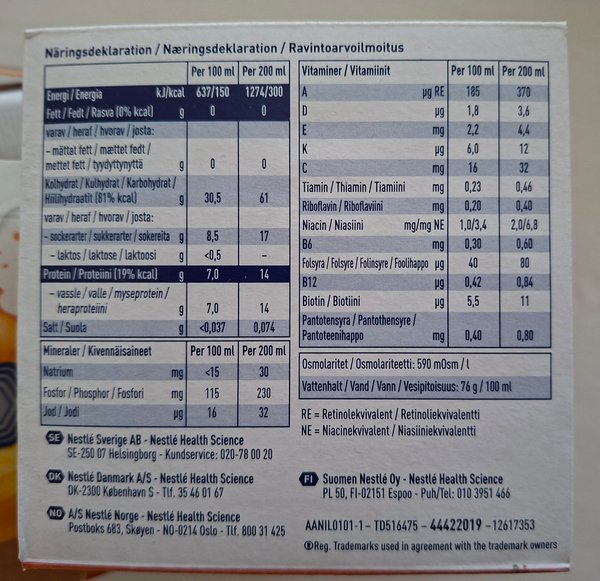 Näringsdeklaration / Næringsdeklaration / Ravintoarvoilmoitus
Per 100 ml Per 200 ml
Energi / Energia kJ/kcal 637/150 1274/300
Fett / Fedt / Rasva (0% kcal) g 0 0
varav / heraf / hvorav / josta:
- mättat fett / mættet fedt /
mettet fett / tyydyttynyttä g 0 0
Kolhydrat / Kulhydrat / Karbohydrat /
Hiilihydraatit (81% kcal) g 30,5 61
varav / heraf / hvorav / josta:
- sockerarter / sukkerarter / sokereita g 8,5 17
- laktos / laktose / laktoosi g <0,5 -
Protein / Proteiini (19% kcal) g 7,0 14
- vassle / valle / myseprotein /
heraproteiini g 7,0 14
Salt / Suola g <0,037 0,074
Mineraler / Kivennäisaineet Per 100 ml Per 200 ml
Natrium mg <15 30
Fosfor / Phosphor / Fosfori mg 115 230
Jod / Jodi µg 16 32
SE Nestlé Sverige AB - Nestlé Health Science
SE-250 07 Helsingborg - Kundservice: 020-78 00 20
DK Nestlé Danmark A/S - Nestlé Health Science
DK-2300 København S - Tlf. 35 46 01 67
NO A/S Nestlé Norge - Nestlé Health Science
Postboks 683, Skøyen - NO-0214 Oslo - Tlf. 800 31 425
Vitaminer / Vitamiinit Per 100 ml Per 200 ml
A µg RE 185 370
D µg 1,8 3,6
E mg 2,2 4,4
K µg 6,0 12
C mg 16 32
Tiamin / Thiamin / Tiamiini mg 0,23 0,46
Riboflavin / Riboflaviini mg 0,20 0,40
Niacin / Niasiini mg/mg NE 1,0/3,4 2,0/6,8
B6 mg 0,30 0,60
Folsyra / Folsyre / Folinsyre / Foolihappo µg 40 80
B12 µg 0,42 0,84
Biotin / Biotiini µg 5,5 11
Pantotensyra / Pantothensyre /
Pantoteenihappo mg 0,40 0,80
Osmolaritet / Osmolariteetti: 590 mOsm / l
Vattenhalt / Vand / Vann / Vesipitoisuus: 76 g / 100 ml
RE = Retinolekvivalent / Retinoliekvivalentti
NE = Niacinekvivalent / Niasiiniekvivalentti
FI Suomen Nestlé Oy - Nestlé Health Science
PL 50, FI-02151 Espoo - Puh/Tel: 010 3951 466
AANIL0101-1 - TD516475 - 44422019 - 12617353
®Reg. Trademarks used in agreement with the trademark owners